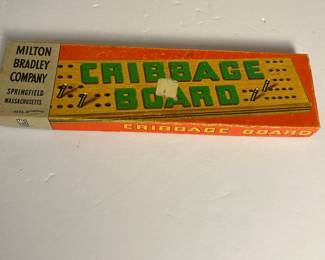 MILTON
BRADLEY
COMPANY
SPRINGFIELD
MASSACHUSETTS
CRIBBAGE
BOARD
CRIBBAGE BOARD